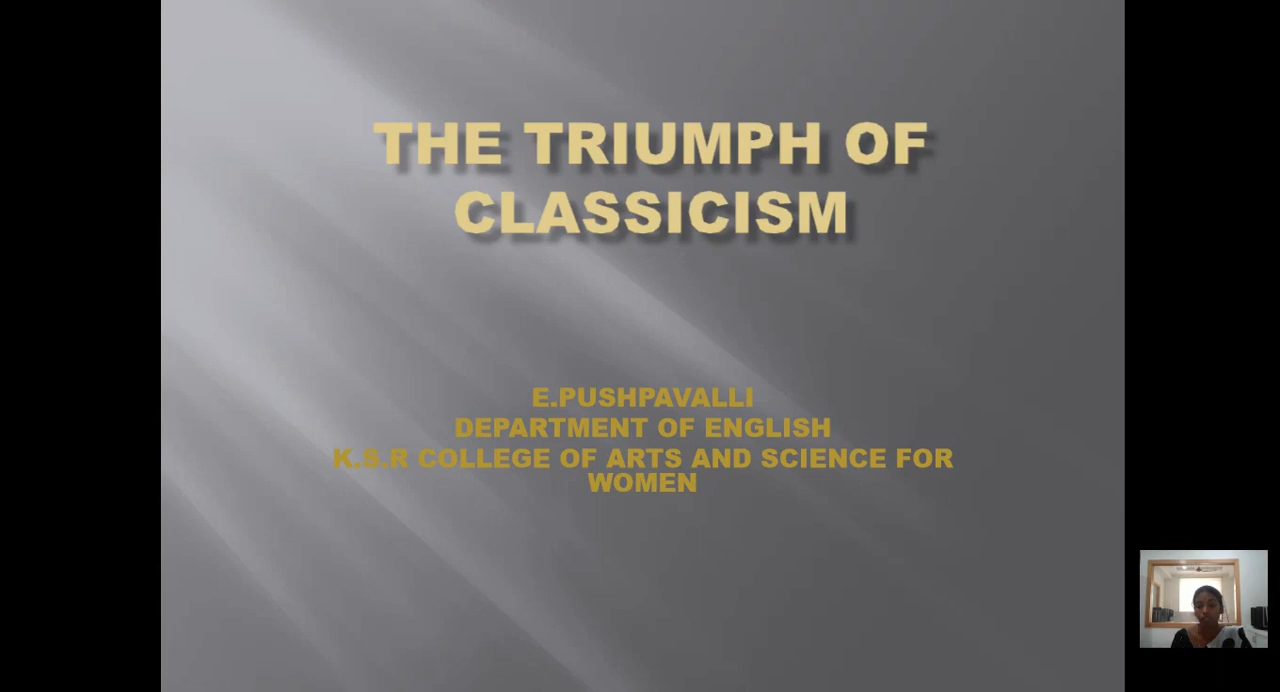 THE TRIUMPH OF
CLASSICISM
E.PUSHPAVALLI
DEPARTMENT OF ENGLISH
K.S.R COLLEGE OF ARTS AND SCIENCE FOR
WOMEN